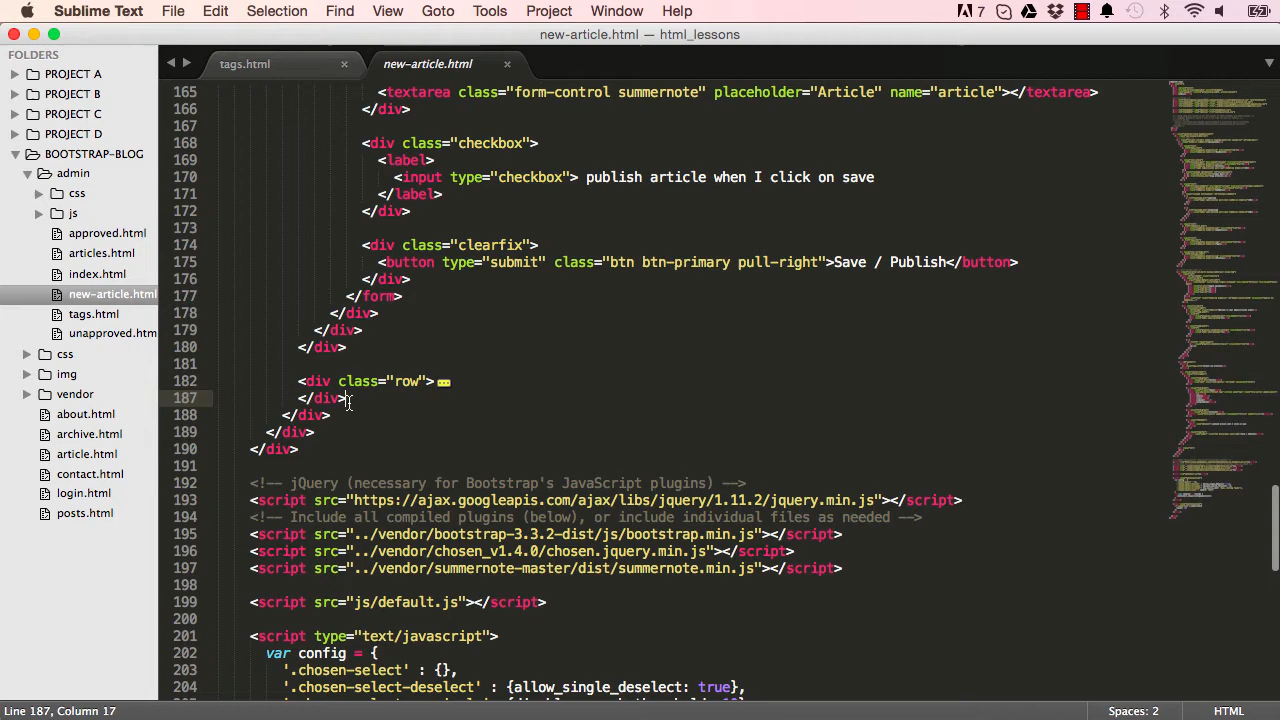 Sublime Text File Edit Selection Find View Goto Tools Project Window Help 7
new-article.html — html_lessons
FOLDERS
PROJECT A
PROJECT B
PROJECT C
PROJECT D
BOOTSTRAP-BLOG
admin
css
js
approved.html
articles.html
index.html
new-article.html
tags.html
unapproved.htm
css
img
vendor
about.html
archive.html
article.html
contact.html
login.html
posts.html
tags.html new-article.html
165 <textarea class="form-control summernote" placeholder="Article" name="article"></textarea>
166 </div>
167
168 <div class="checkbox">
169 <label>
170 <input type="checkbox"> publish article when I click on save
171 </label>
172 </div>
173
174 <div class="clearfix">
175 <button type="submit" class="btn btn-primary pull-right">Save / Publish</button>
176 </div>
177 </form>
178 </div>
179 </div>
180 </div>
181
182 <div class="row">
187 </div>
188 </div>
189 </div>
190 </div>
191
192 <!-- jQuery (necessary for Bootstrap's JavaScript plugins) -->
193 <script src="https://ajax.googleapis.com/ajax/libs/jquery/1.11.2/jquery.min.js"></script>
194 <!-- Include all compiled plugins (below), or include individual files as needed -->
195 <script src="../vendor/bootstrap-3.3.2-dist/js/bootstrap.min.js"></script>
196 <script src="../vendor/chosen_v1.4.0/chosen.jquery.min.js"></script>
197 <script src="../vendor/summernote-master/dist/summernote.min.js"></script>
198
199 <script src="js/default.js"></script>
200
201 <script type="text/javascript">
202 var config = {
203 '.chosen-select' : {},
204 '.chosen-select-deselect' : {allow_single_deselect: true},
Line 187, Column 17 Spaces: 2 HTML